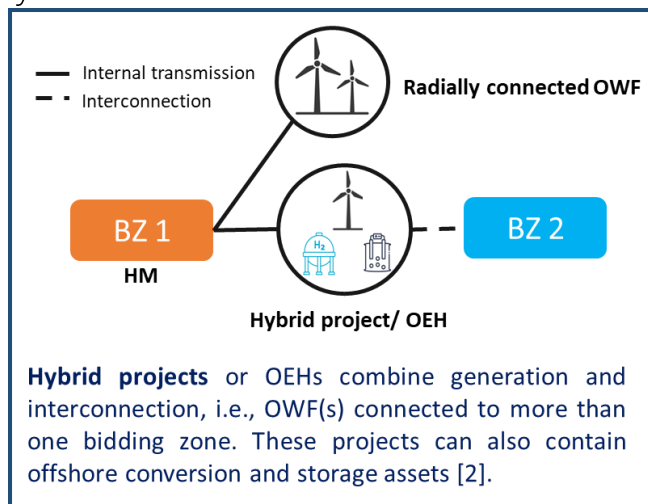 Internal transmission
Interconnection
Radially connected OWF
BZ 1
HM
H2
BZ 2
Hybrid project/ OEH
Hybrid projects or OEHs combine generation and
interconnection, i.e., OWF(s) connected to more than
one bidding zone. These projects can also contain
offshore conversion and storage assets [2].